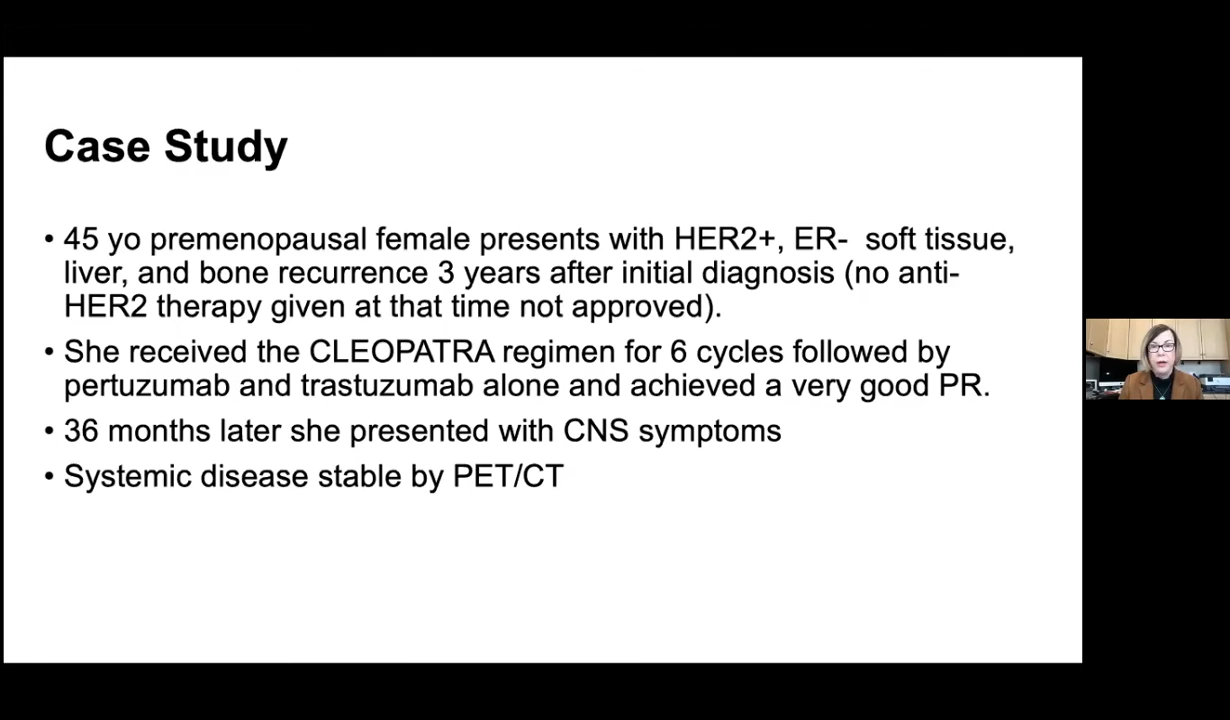 Case Study
• 45 yo premenopausal female presents with HER2+, ER-  soft tissue,
liver, and bone recurrence 3 years after initial diagnosis (no anti-
HER2 therapy given at that time not approved).
• She received the CLEOPATRA regimen for 6 cycles followed by
pertuzumab and trastuzumab alone and achieved a very good PR.
• 36 months later she presented with CNS symptoms
• Systemic disease stable by PET/CT